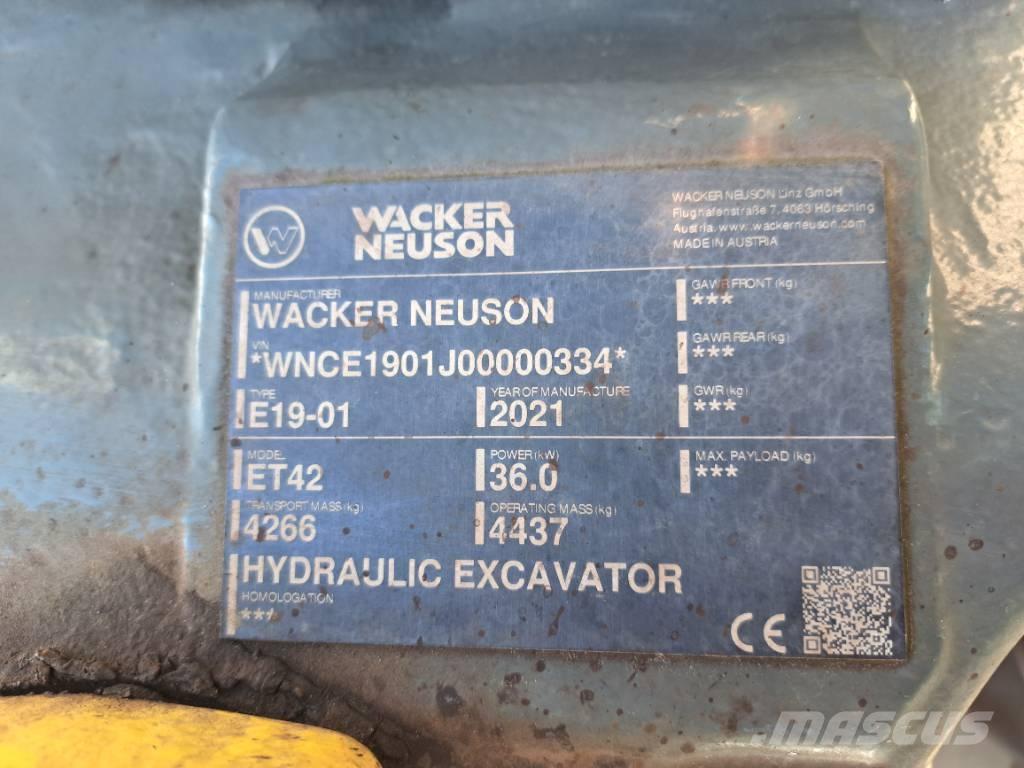 W
WACKER
NEUSON
WACKER NEUSON Linz GmbH
Flughafenstraße 7, 4063 Hörsching
Austria, www.wackerneuson.com
MADE IN AUSTRIA
MANUFACTURER
WACKER NEUSON
VIN
*WNCE1901J00000334*
TYPE
E19-01
YEAR OF MANUFACTURE
2021
GAWR FRONT (kg)
***
GAWR REAR (kg)
***
GWR (kg)
***
MODEL
ET42
POWER (kW)
36.0
MAX. PAYLOAD (kg)
***
TRANSPORT MASS (kg)
4266
OPERATING MASS (kg)
4437
HYDRAULIC EXCAVATOR
HOMOLOGATION
***
CE
MASCUS